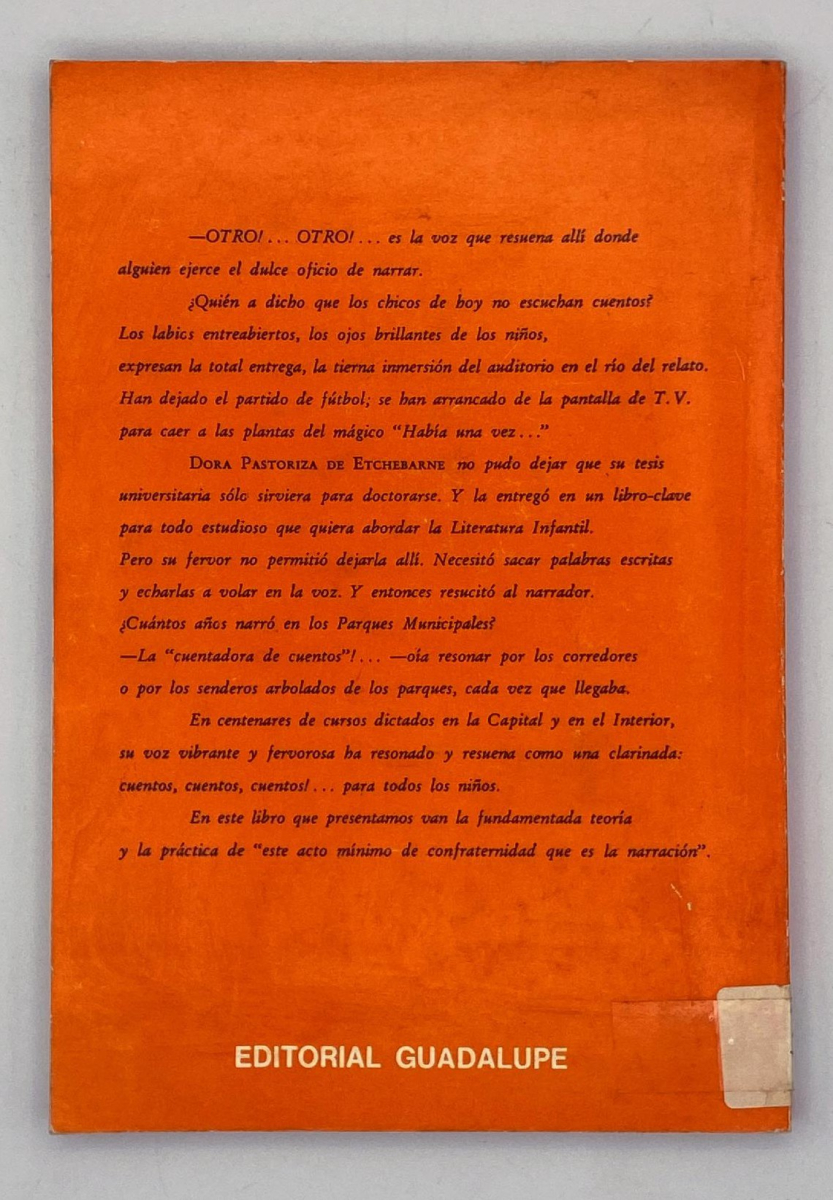 —OTRO!... OTRO!... es la voz que resuena allí donde
alguien ejerce el dulce oficio de narrar.
¿Quién a dicho que los chicos de hoy no escuchan cuentos?
Los labios entreabiertos, los ojos brillantes de los niños,
expresan la total entrega, la tierna inmersión del auditorio en el río del relato.
Han dejado el partido de fútbol; se han arrancado de la pantalla de T.V.
para caer a las plantas del mágico “Había una vez...”
DORA PASTORIZA DE ETCHEBARNE no pudo dejar que su tesis
universitaria sólo sirviera para doctorarse. Y la entregó en un libro-clave
para todo estudioso que quiera abordar la Literatura Infantil.
Pero su fervor no permitió dejarla allí. Necesitó sacar palabras escritas
y echarlas a volar en la voz. Y entonces resucitó al narrador.
¿Cuántos años narró en los Parques Municipales?
—La “cuentadora de cuentos”!... —oía resonar por los corredores
o por los senderos arbolados de los parques, cada vez que llegaba.
En centenares de cursos dictados en la Capital y en el Interior,
su voz vibrante y fervorosa ha resonado y resuena como una clarinada:
cuentos, cuentos, cuentos!... para todos los niños.
En este libro que presentamos van la fundamentada teoría
y la práctica de “este acto mínimo de confraternidad que es la narración”.
EDITORIAL GUADALUPE